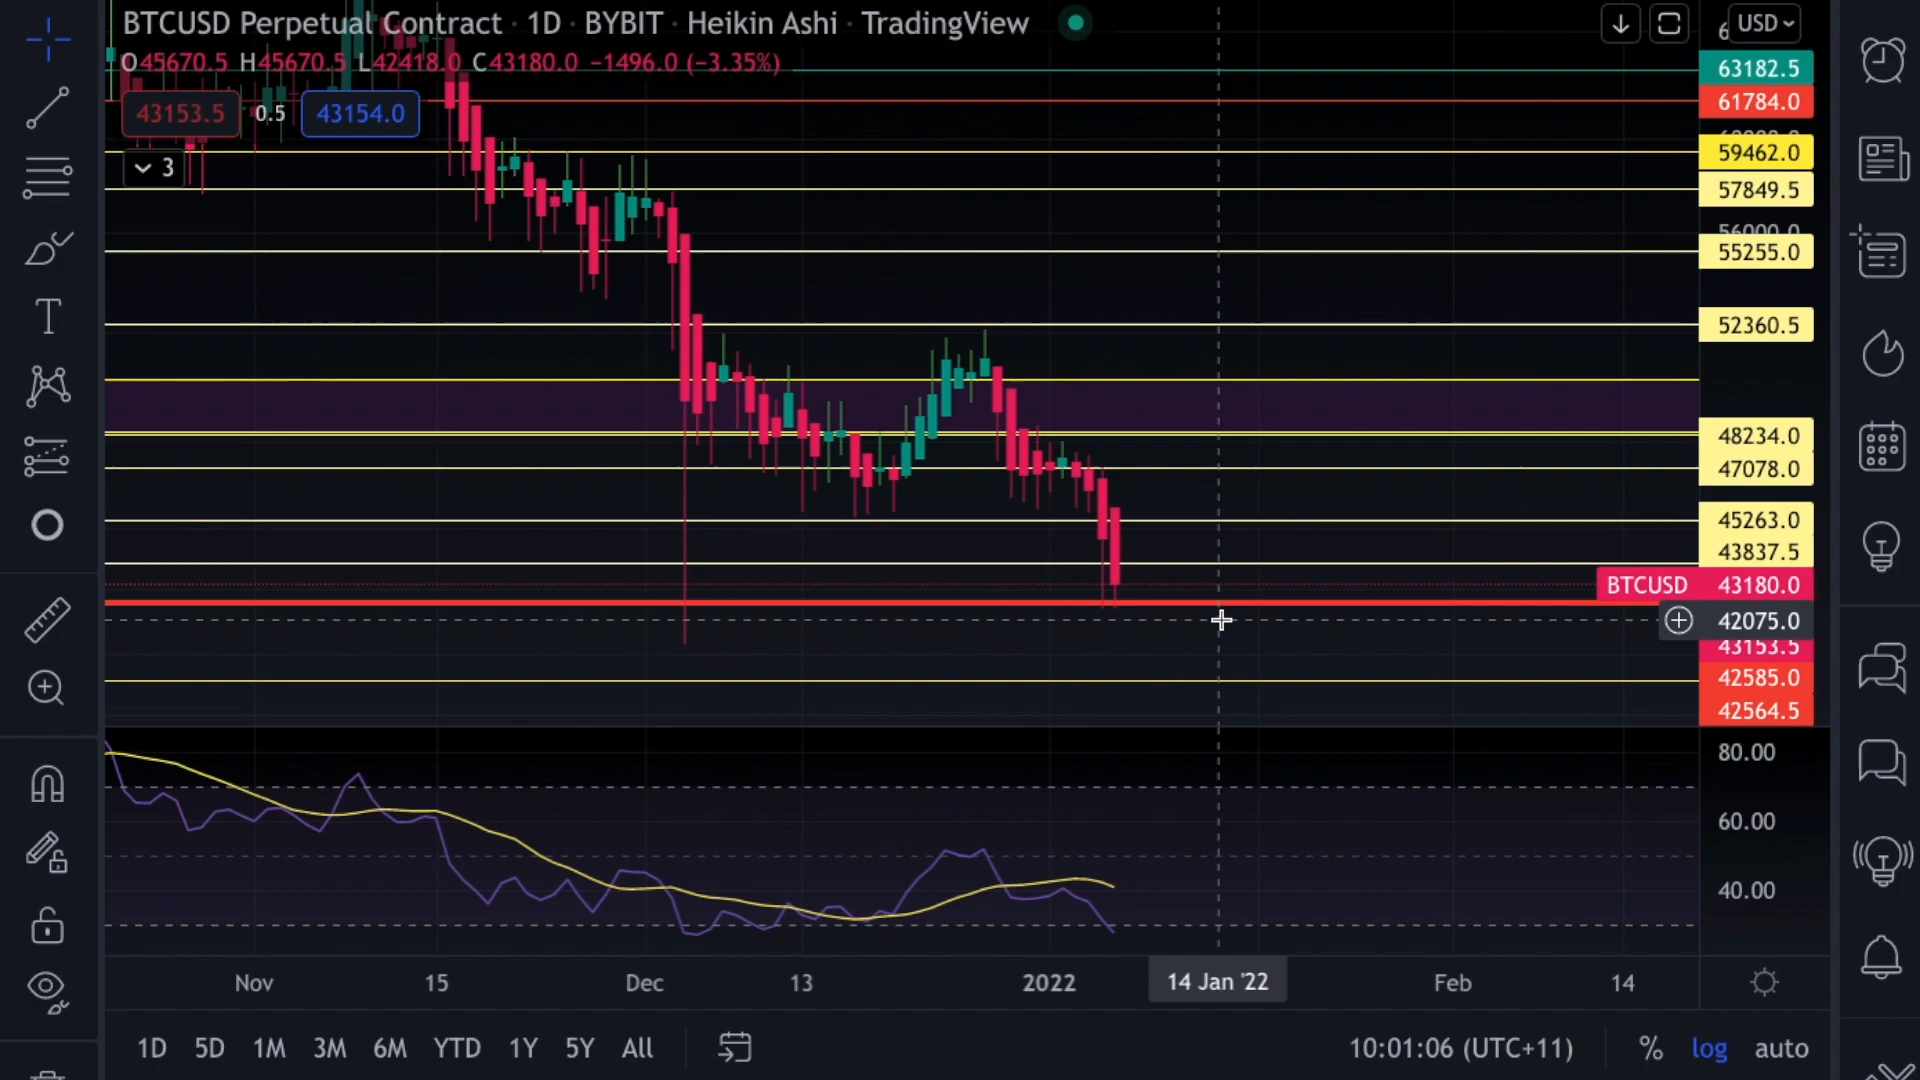 BTCUSD Perpetual Contract · 1D · BYBIT · Heikin Ashi · TradingView
O45670.5 H45670.5 L42418.0 C43180.0 −1496.0 (−3.35%)
43153.5 0.5 43154.0
3
USD
63182.5
61784.0
59462.0
57849.5
56000.0
55255.0
52360.5
48234.0
47078.0
45263.0
43837.5
BTCUSD 43180.0
42075.0
43153.5
42585.0
42564.5
80.00
60.00
40.00
Nov 15 Dec 13 2022 14 Jan '22 Feb 14
1D 5D 1M 3M 6M YTD 1Y 5Y All 10:01:06 (UTC+11) % log auto